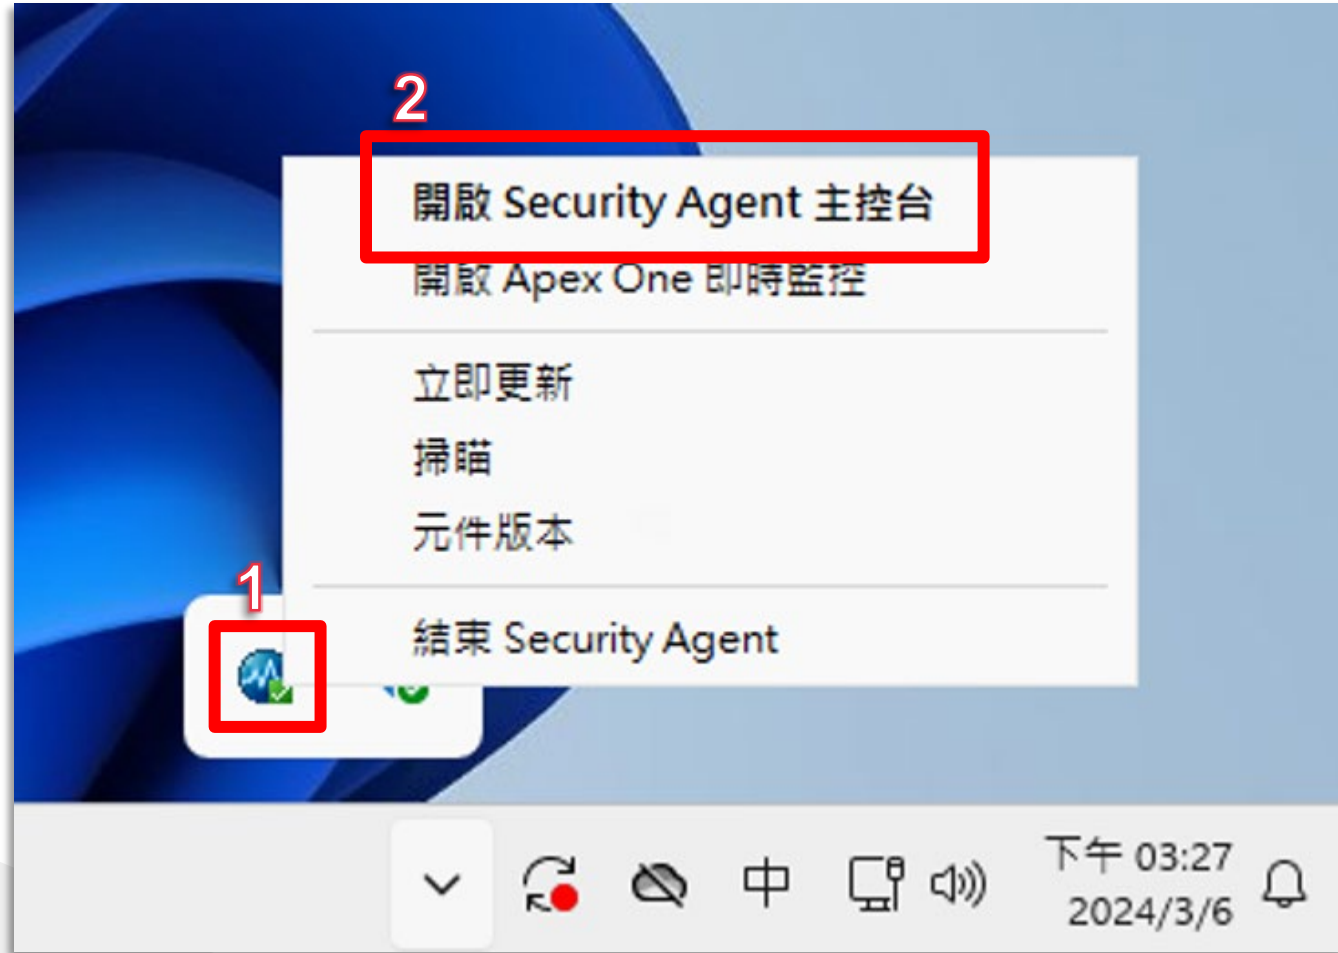 2
開啟 Security Agent 主控台
開啟 Apex One 即時監控
立即更新
掃瞄
元件版本
1
結束 Security Agent
中
下午 03:27
2024/3/6